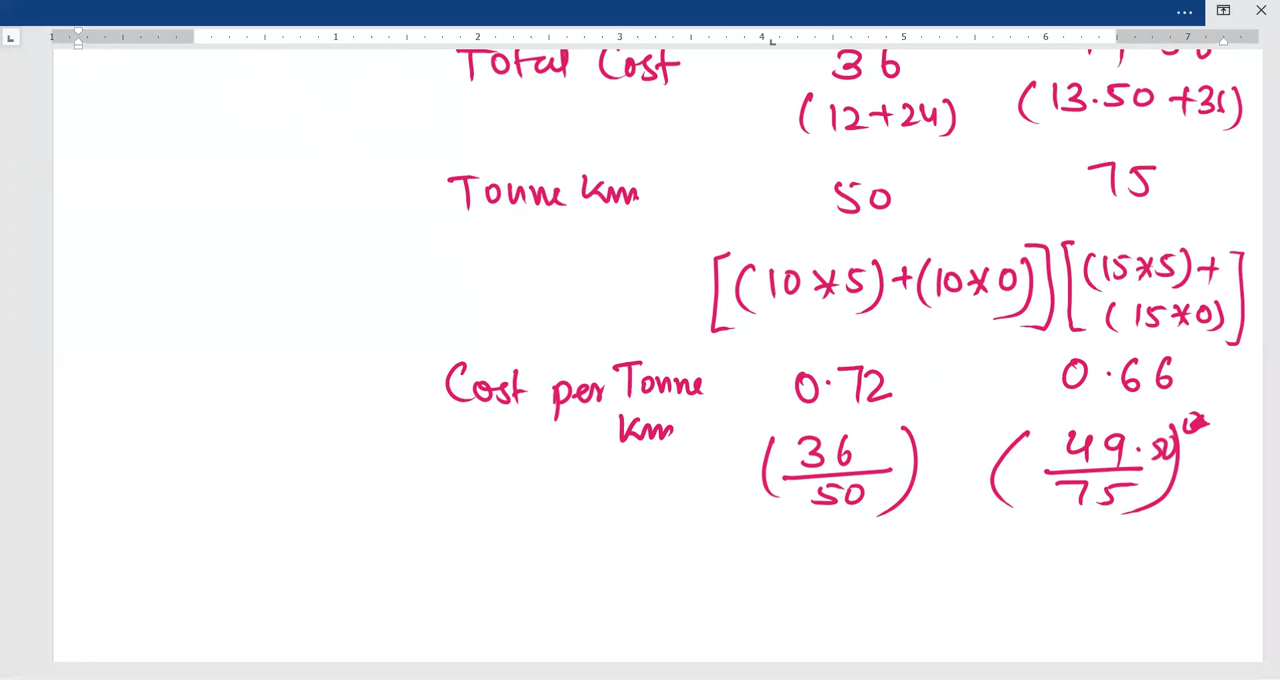 Total Cost 36
(12+24) (13.50 +36)
Tonne km 50 75
[(10*5)+(10*0)] [(15*5)+
(15*0)]
Cost per Tonne 0.72 0.66
km
(36/50) (49.50/75)